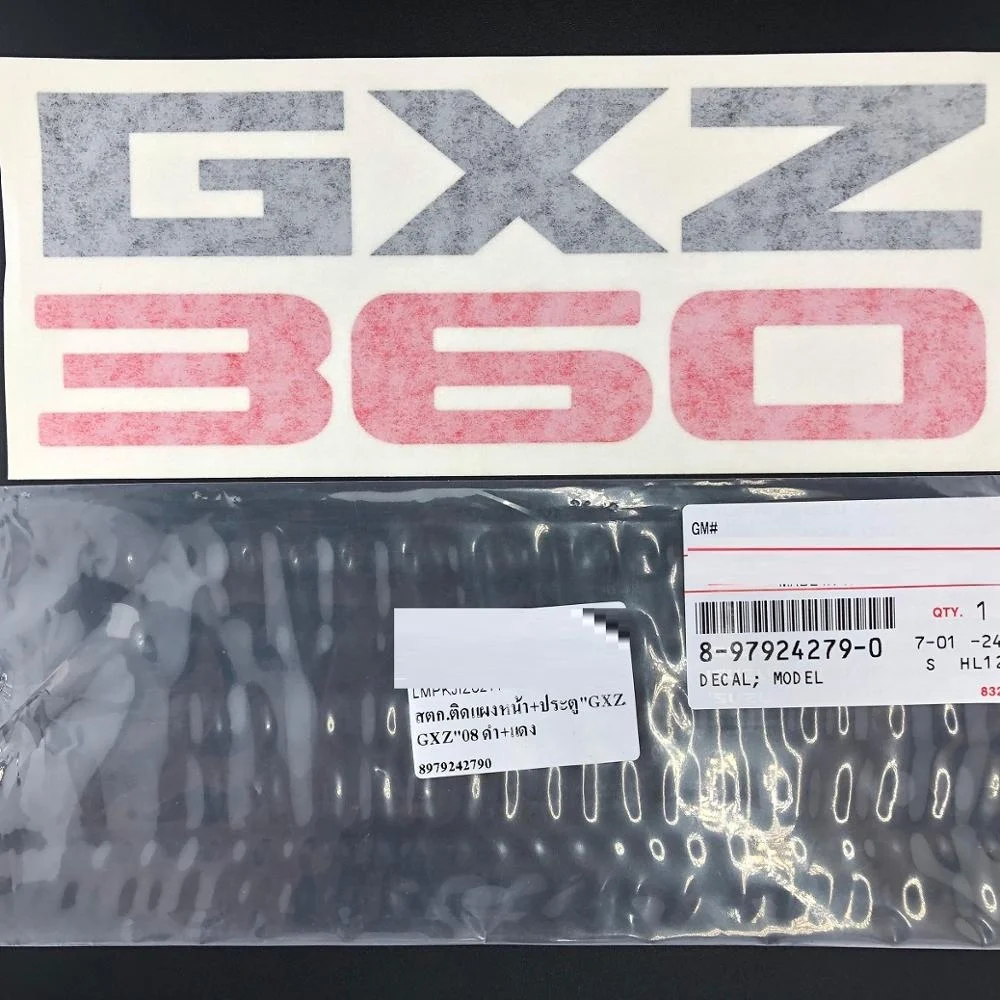 GXZ
360
GM#
QTY. 1
8-97924279-0
7-01 -24
DECAL; MODEL
S HL12
832
สตก.ติดแผงหน้า+ประตู"GXZ
GXZ"08 ดำ+แดง
8979242790